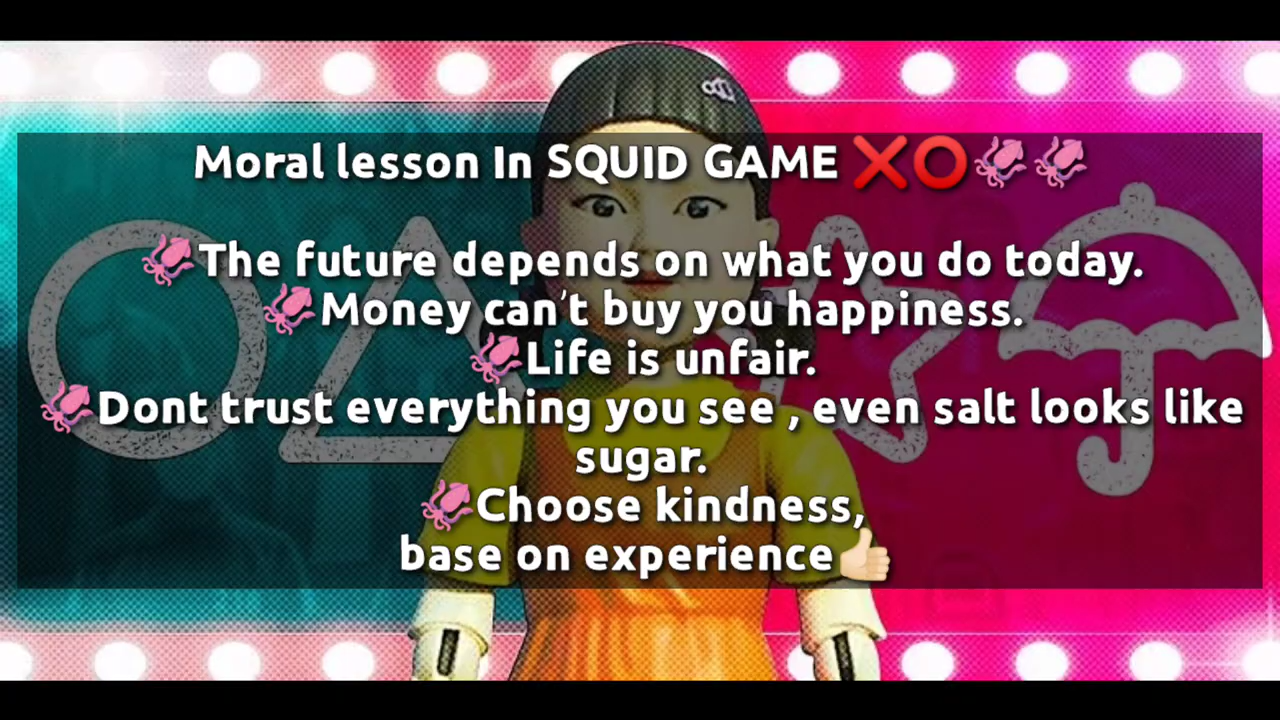 Moral lesson In SQUID GAME ❌⭕🦑🦑
🦑The future depends on what you do today.
🦑Money can't buy you happiness.
🦑Life is unfair.
🦑Dont trust everything you see , even salt looks like
sugar.
🦑Choose kindness,
base on experience👍🏻